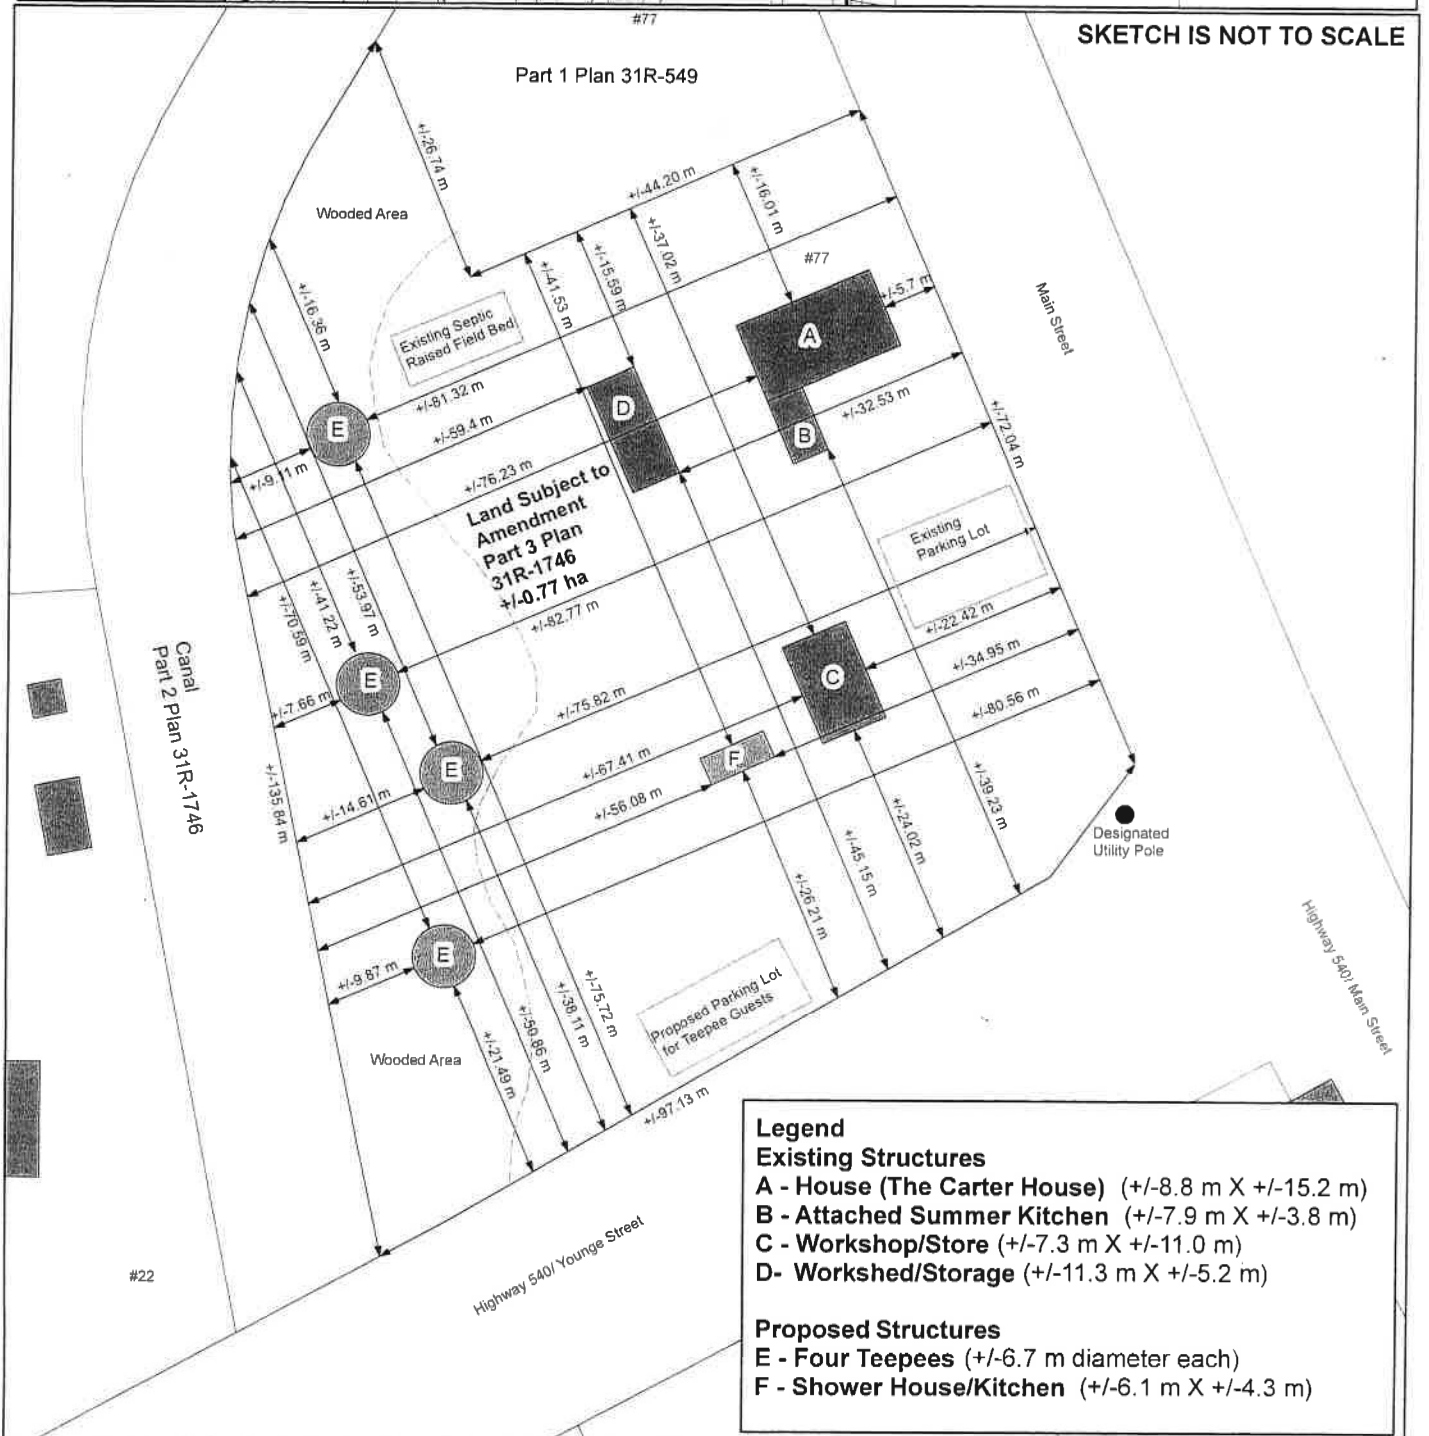 #77
SKETCH IS NOT TO SCALE
Part 1 Plan 31R-549
+/-26.74 m
+/-44.20 m
+/-16.01 m
Wooded Area
+/-37.02 m
+/-15.59 m
+/-41.53 m
#77
+/-5.7 m
Main Street
+/-16.36 m
Existing Septic
Raised Field Bed
A
+/-81.32 m
D
+/-32.53 m
+/-72.04 m
E
+/-59.4 m
B
+/-9.11 m
+/-76.23 m
Land Subject to
Amendment
Part 3 Plan
31R-1746
+/-0.77 ha
Existing
Parking Lot
+/-53.97 m
+/-41.22 m
+/-70.59 m
+/-82.77 m
+/-22.42 m
Canal
Part 2 Plan 31R-1746
E
C
+/-34.95 m
+/-7.66 m
+/-75.82 m
+/-80.56 m
E
F
+/-67.41 m
+/-135.84 m
+/-14.61 m
+/-56.08 m
+/-39.23 m
+/-24.02 m
+/-45.15 m
Designated
Utility Pole
+/-26.21 m
E
+/-9.87 m
Highway 540/ Main Street
Proposed Parking Lot
for Teepee Guests
+/-75.72 m
+/-38.11 m
+/-50.86 m
+/-21.49 m
Wooded Area
+/-97.13 m
Highway 540/ Younge Street
#22
Legend
Existing Structures
A - House (The Carter House) (+/-8.8 m X +/-15.2 m)
B - Attached Summer Kitchen (+/-7.9 m X +/-3.8 m)
C - Workshop/Store (+/-7.3 m X +/-11.0 m)
D- Workshed/Storage (+/-11.3 m X +/-5.2 m)
Proposed Structures
E - Four Teepees (+/-6.7 m diameter each)
F - Shower House/Kitchen (+/-6.1 m X +/-4.3 m)